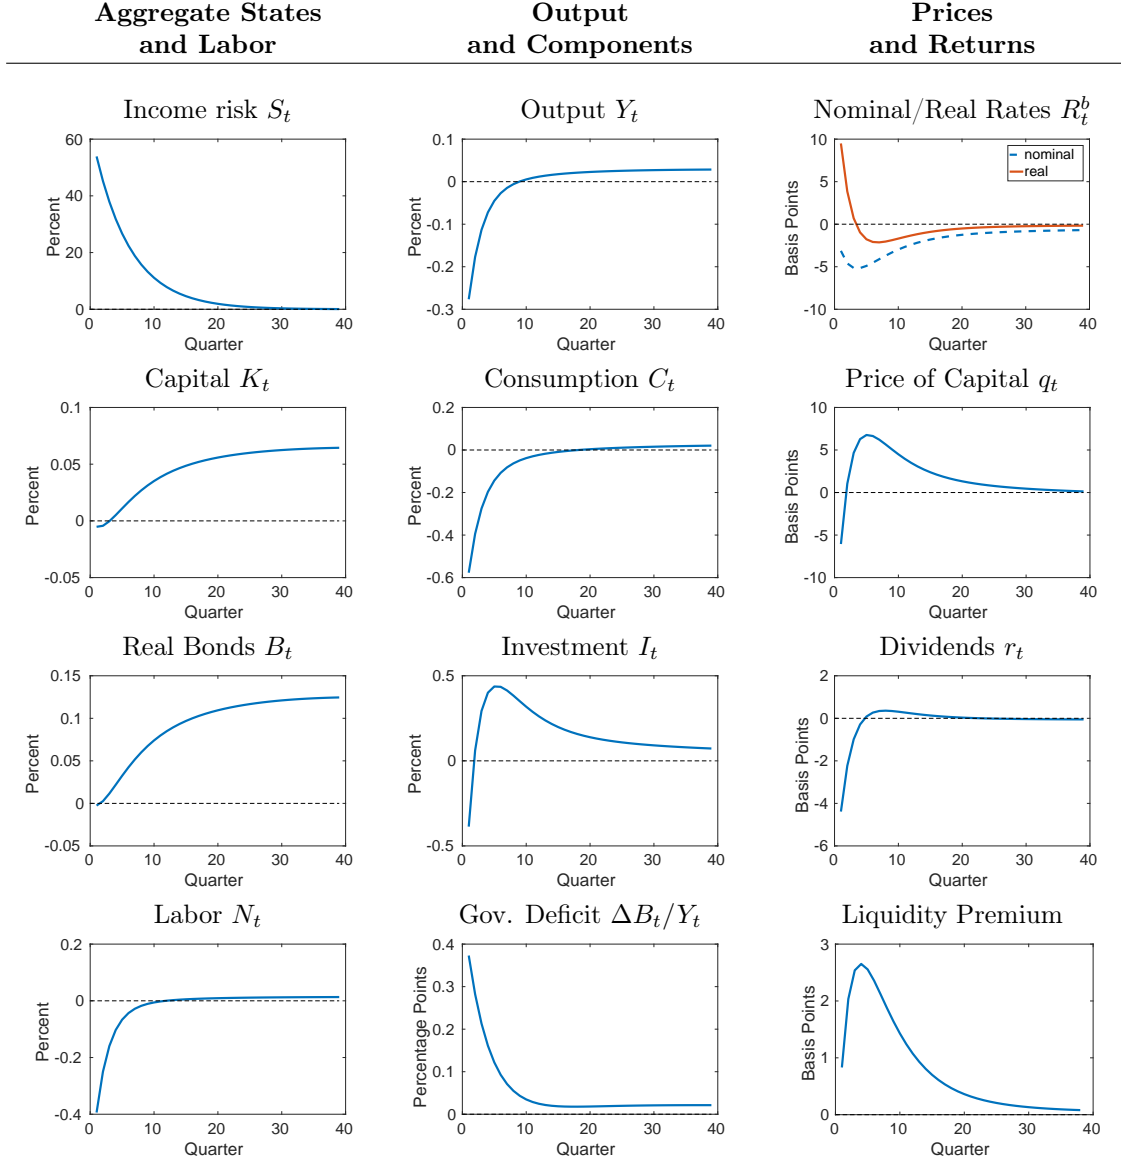 Aggregate States
and Labor
Output
and Components
Prices
and Returns
Income risk S_t
Percent
60
40
20
0
0 10 20 30 40
Quarter
Output Y_t
Percent
0.1
0
-0.1
-0.2
-0.3
0 10 20 30 40
Quarter
Nominal/Real Rates R_t^b
Basis Points
10
5
0
-5
-10
nominal
real
0 10 20 30 40
Quarter
Capital K_t
Percent
0.1
0.05
0
-0.05
0 10 20 30 40
Quarter
Consumption C_t
Percent
0.2
0
-0.2
-0.4
-0.6
0 10 20 30 40
Quarter
Price of Capital q_t
Basis Points
10
5
0
-5
-10
0 10 20 30 40
Quarter
Real Bonds B_t
Percent
0.15
0.1
0.05
0
-0.05
0 10 20 30 40
Quarter
Investment I_t
Percent
0.5
0
-0.5
0 10 20 30 40
Quarter
Dividends r_t
Basis Points
2
0
-2
-4
-6
0 10 20 30 40
Quarter
Labor N_t
Percent
0.2
0
-0.2
-0.4
0 10 20 30 40
Quarter
Gov. Deficit ΔB_t/Y_t
Percentage Points
0.4
0.3
0.2
0.1
0
0 10 20 30 40
Quarter
Liquidity Premium
Basis Points
3
2
1
0
0 10 20 30 40
Quarter